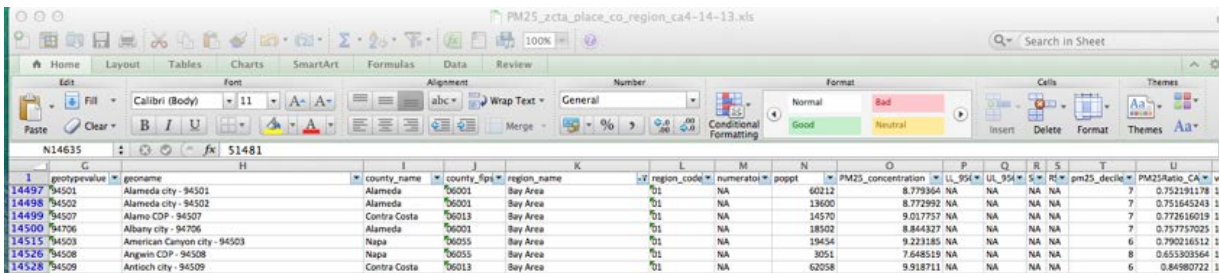 PM25_zcta_place_co_region_ca4-14-13.xls
100%
Search in Sheet
Home Layout Tables Charts SmartArt Formulas Data Review
Edit Font Alignment Number Format Cells Themes
Fill Calibri (Body) 11 A A abc Wrap Text General Normal Bad
Paste Clear B I U A Merge % Conditional Formatting Good Neutral Insert Delete Format Themes Aa
N14635 fx 51481
G H I J K L M N O P Q R S T U
1 geotypevalue geoname county_name county_fips region_name region_code numerator poppt PM25_concentration LL_95 UL_95 S pm25_decile PM25Ratio_CA
14497 94501 Alameda city - 94501 Alameda 06001 Bay Area 01 NA 60212 8.779364 NA NA NA NA 7 0.752191178
14498 94502 Alameda city - 94502 Alameda 06001 Bay Area 01 NA 13600 8.772992 NA NA NA NA 7 0.751645243
14499 94507 Alamo CDP - 94507 Contra Costa 06013 Bay Area 01 NA 14570 9.017757 NA NA NA NA 7 0.772616019
14500 94706 Albany city - 94706 Alameda 06001 Bay Area 01 NA 18502 8.844327 NA NA NA NA 7 0.757757025
14515 94503 American Canyon city - 94503 Napa 06055 Bay Area 01 NA 19454 9.223185 NA NA NA NA 6 0.790216512
14526 94508 Angwin CDP - 94508 Napa 06055 Bay Area 01 NA 3051 7.648519 NA NA NA NA 8 0.655303564
14528 94509 Antioch city - 94509 Contra Costa 06013 Bay Area 01 NA 62058 9.918711 NA NA NA NA 6 0.84980722